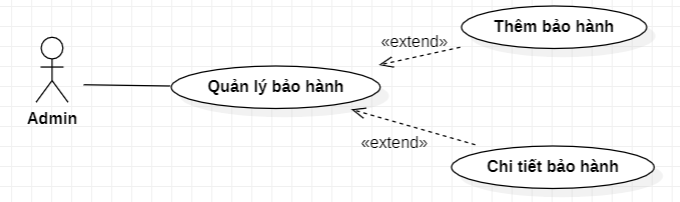 Thêm bảo hành
«extend»
Quản lý bảo hành
Admin
«extend»
Chi tiết bảo hành